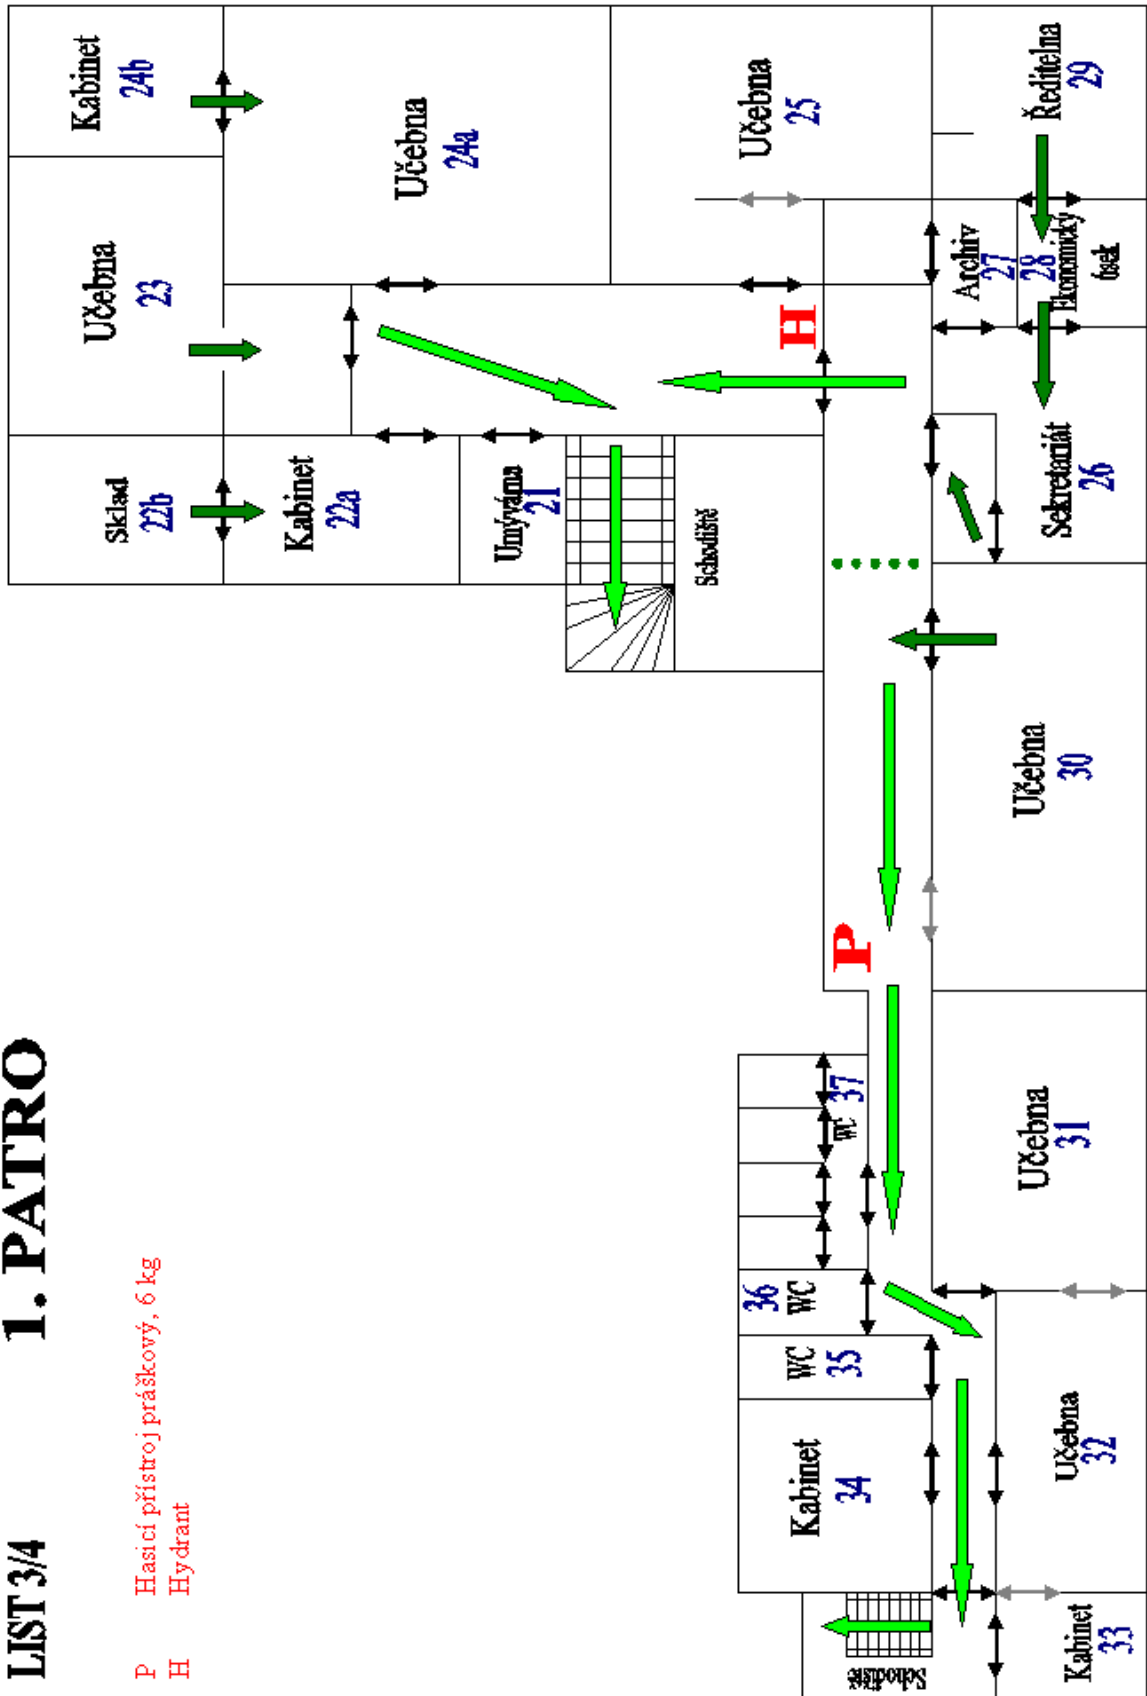 LIST 3/4 1. PATRO
P Hasicí přístroj práškový, 6 kg
H Hydrant
Sklad
22b
Učebna
23
Kabinet
24b
Kabinet
22a
Učebna
24a
Umývárna
21
Schodiště
Učebna
25
H
P
Kabinet
34
WC
35
36
WC
WC
37
Schodiště
Archiv
27
28
Ekonomický
úsek
Ředitelna
29
Sekretariát
26
Učebna
30
Učebna
31
Učebna
32
Kabinet
33